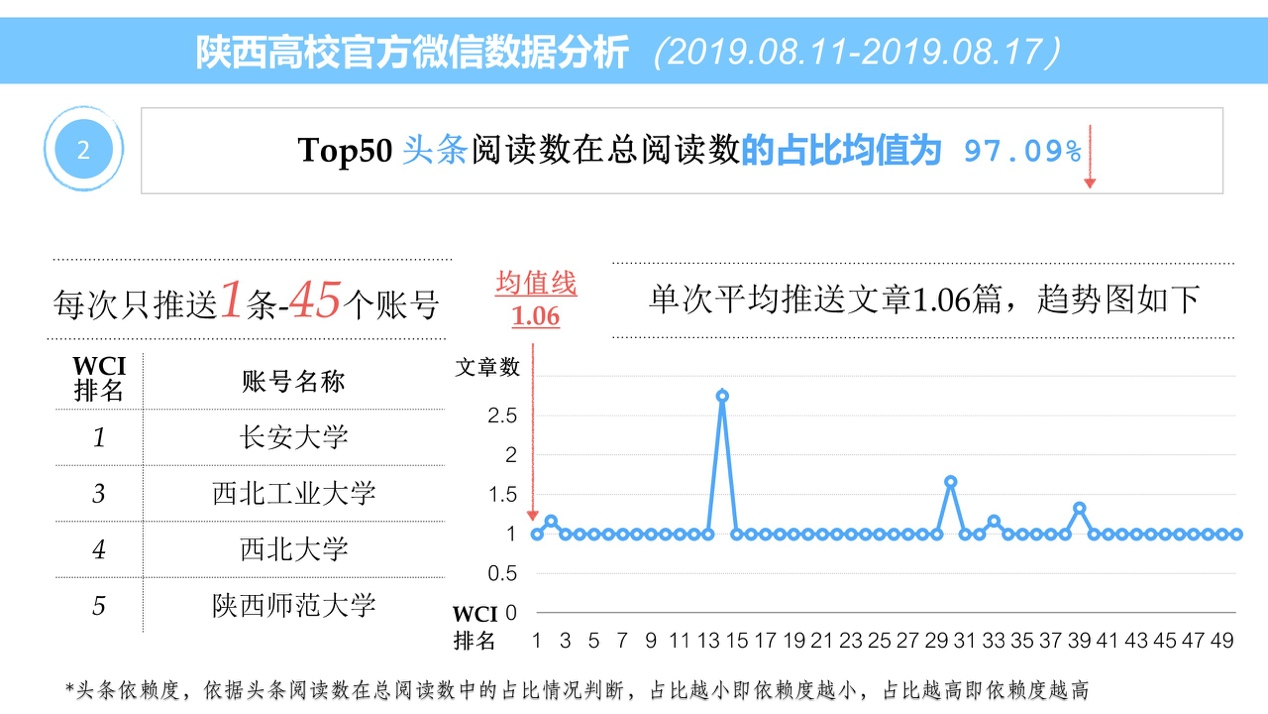 陕西高校官方微信数据分析（2019.08.11-2019.08.17）
2
Top50 头条阅读数在总阅读数的占比均值为 97.09%
每次只推送1条-45个账号
均值线
1.06
单次平均推送文章1.06篇，趋势图如下
WCI
排名
账号名称
1 长安大学
3 西北工业大学
4 西北大学
5 陕西师范大学
文章数
2.5
2
1.5
1
0.5
0
WCI
排名
1 3 5 7 9 11 13 15 17 19 21 23 25 27 29 31 33 35 37 39 41 43 45 47 49
*头条依赖度，依据头条阅读数在总阅读数中的占比情况判断，占比越小即依赖度越小，占比越高即依赖度越高